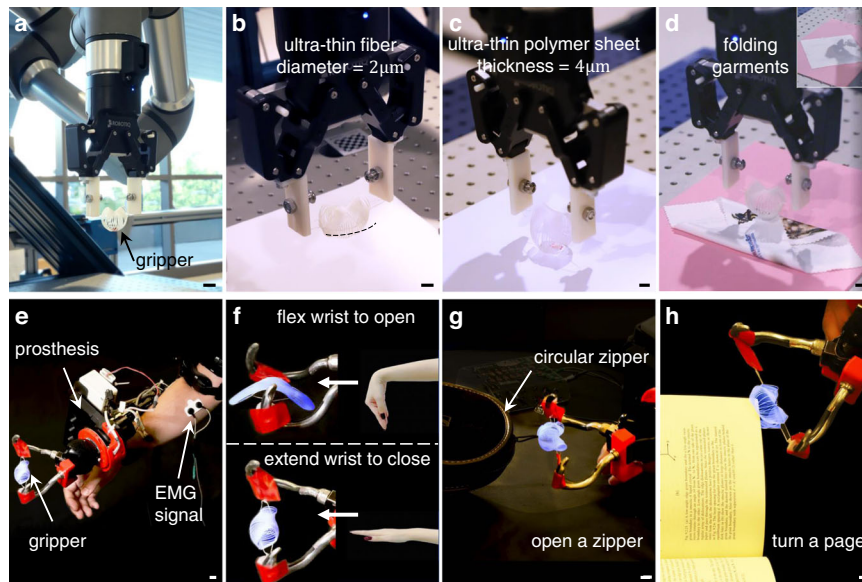 a
gripper
b
ultra-thin fiber
diameter = 2μm
c
ultra-thin polymer sheet
thickness = 4μm
d
folding
garments
e
prosthesis
EMG
signal
gripper
f
flex wrist to open
extend wrist to close
g
circular zipper
open a zipper
h
turn a page